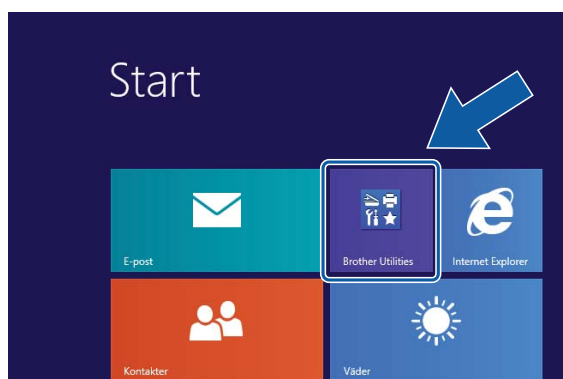 Start
E-post
Brother Utilities
Internet Explorer
Kontakter
Väder